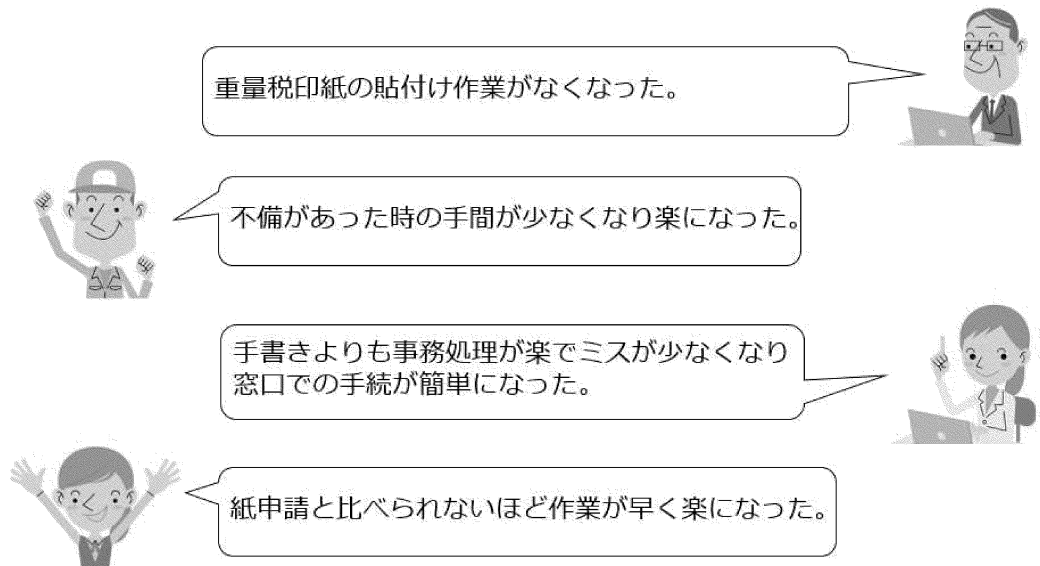 重量税印紙の貼付け作業がなくなった。
不備があった時の手間が少なくなり楽になった。
手書きよりも事務処理が楽でミスが少なくなり
窓口での手続が簡単になった。
紙申請と比べられないほど作業が早く楽になった。